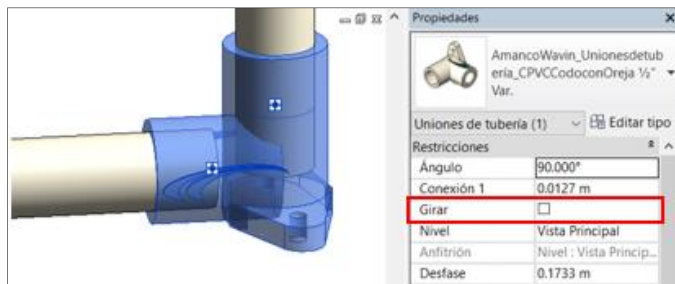 Propiedades
AmancoWavin_Unionesdetub
ería_CPVCCodoconOreja ½"
Var.
Uniones de tubería (1)
Editar tipo
Restricciones
Ángulo 90.000°
Conexión 1 0.0127 m
Girar
Nivel Vista Principal
Anfitrión Nivel : Vista Princip...
Desfase 0.1733 m